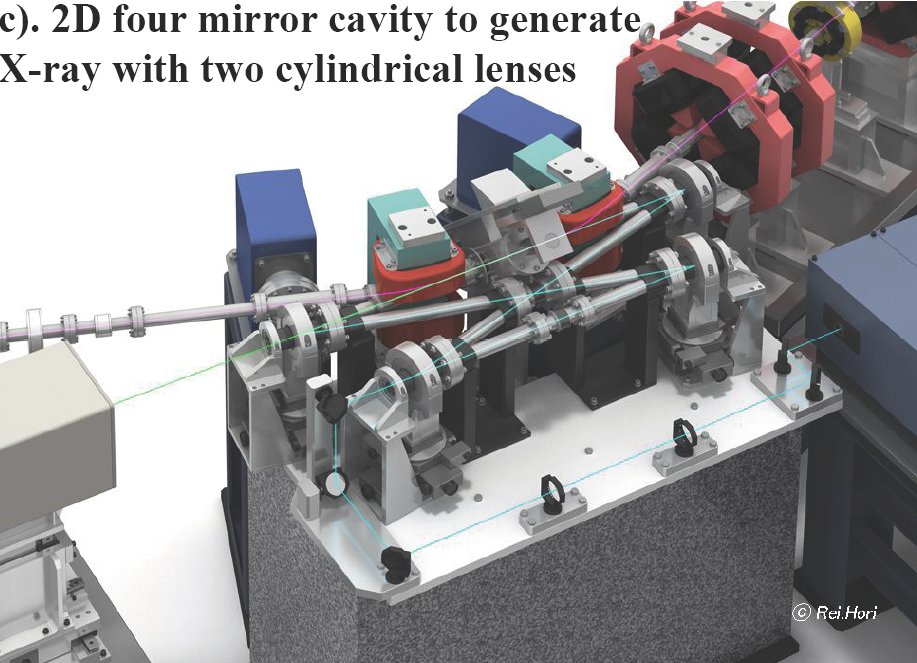 c). 2D four mirror cavity to generate
X-ray with two cylindrical lenses
© Rei.Hori